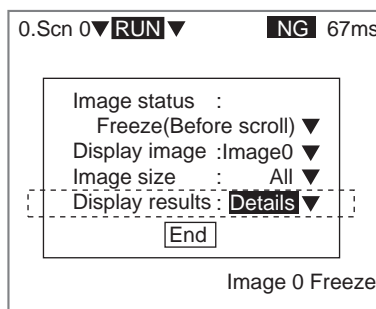 0.Scn 0▼ RUN ▼ NG 67ms
Image status :
Freeze(Before scroll) ▼
Display image :Image0 ▼
Image size : All ▼
Display results : Details ▼
End
Image 0 Freeze